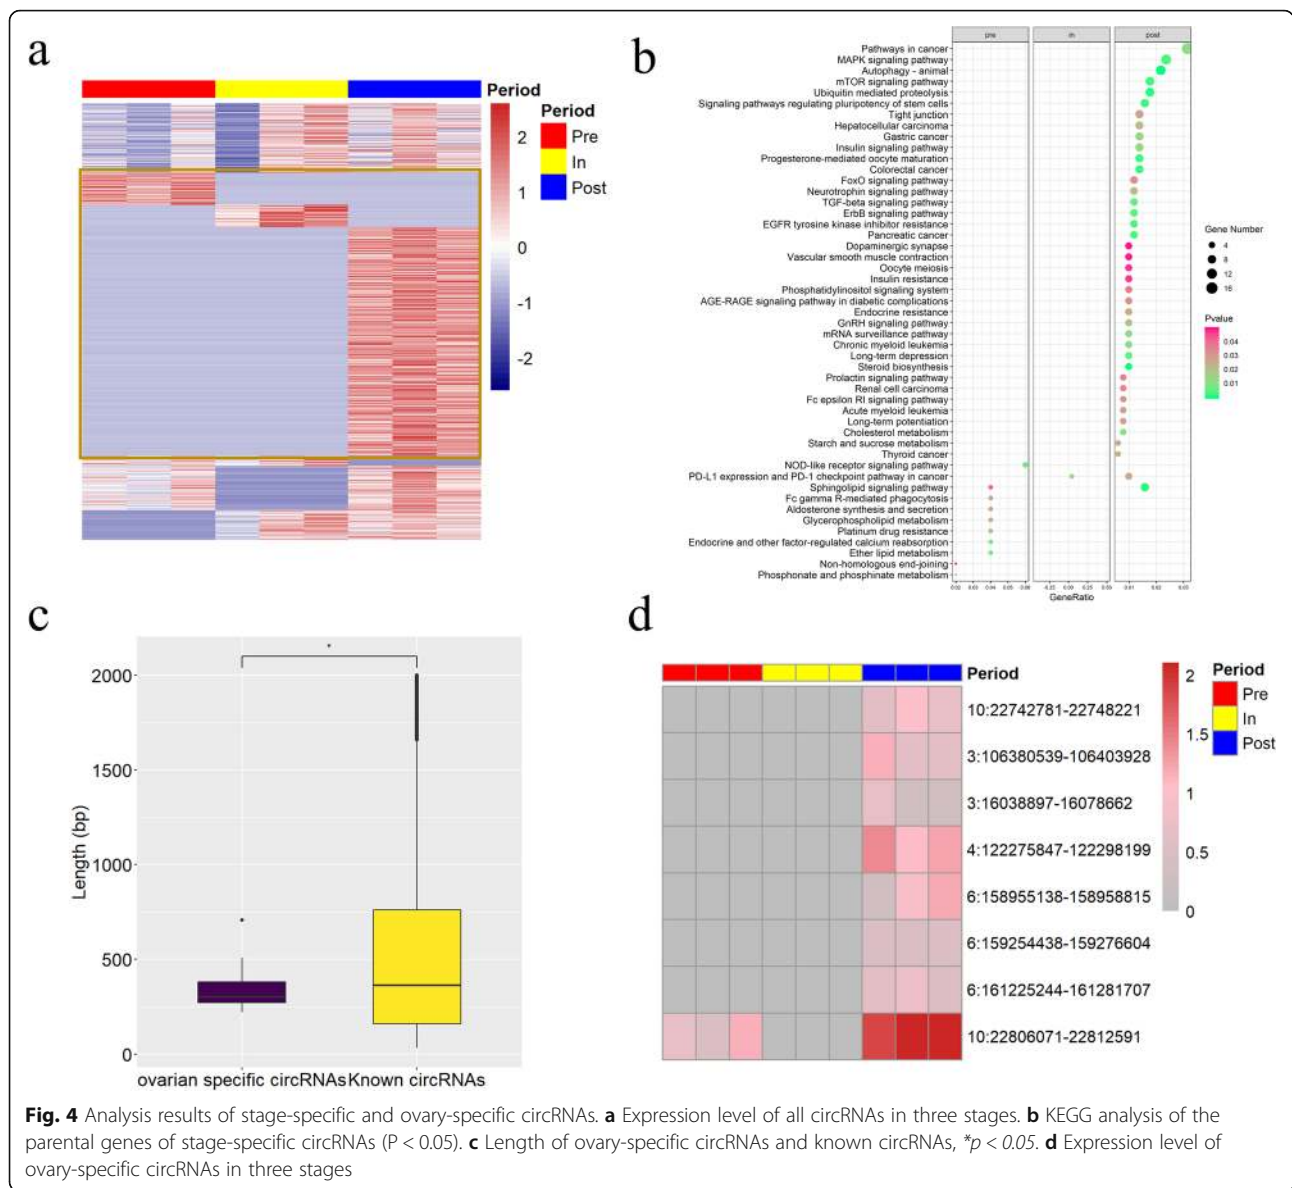 a
Period
2
1
0
-1
-2
Period
Pre
In
Post
b
pre
in
post
Pathways in cancer
MAPK signaling pathway
Autophagy - animal
mTOR signaling pathway
Ubiquitin mediated proteolysis
Signaling pathways regulating pluripotency of stem cells
Tight junction
Hepatocellular carcinoma
Gastric cancer
Insulin signaling pathway
Progesterone-mediated oocyte maturation
Colorectal cancer
FoxO signaling pathway
Neurotrophin signaling pathway
TGF-beta signaling pathway
ErbB signaling pathway
EGFR tyrosine kinase inhibitor resistance
Pancreatic cancer
Dopaminergic synapse
Vascular smooth muscle contraction
Oocyte meiosis
Insulin resistance
Phosphatidylinositol signaling system
AGE-RAGE signaling pathway in diabetic complications
Endocrine resistance
GnRH signaling pathway
mRNA surveillance pathway
Chronic myeloid leukemia
Long-term depression
Steroid biosynthesis
Prolactin signaling pathway
Renal cell carcinoma
Fc epsilon RI signaling pathway
Acute myeloid leukemia
Long-term potentiation
Cholesterol metabolism
Starch and sucrose metabolism
Thyroid cancer
NOD-like receptor signaling pathway
PD-L1 expression and PD-1 checkpoint pathway in cancer
Sphingolipid signaling pathway
Fc gamma R-mediated phagocytosis
Aldosterone synthesis and secretion
Glycerophospholipid metabolism
Platinum drug resistance
Endocrine and other factor-regulated calcium reabsorption
Ether lipid metabolism
Non-homologous end-joining
Phosphonate and phosphinate metabolism
GeneRatio
Gene Number
4
8
12
16
Pvalue
0.04
0.03
0.02
0.01
c
*
2000
1500
1000
500
0
Length (bp)
ovarian specific circRNAs Known circRNAs
d
Period
10:22742781-22748221
3:106380539-106403928
3:16038897-16078662
4:122275847-122298199
6:158955138-158958815
6:159254438-159276604
6:161225244-161281707
10:22806071-22812591
2
1.5
1
0.5
0
Period
Pre
In
Post
Fig. 4 Analysis results of stage-specific and ovary-specific circRNAs. a Expression level of all circRNAs in three stages. b KEGG analysis of the
parental genes of stage-specific circRNAs (P < 0.05). c Length of ovary-specific circRNAs and known circRNAs, *p < 0.05. d Expression level of
ovary-specific circRNAs in three stages